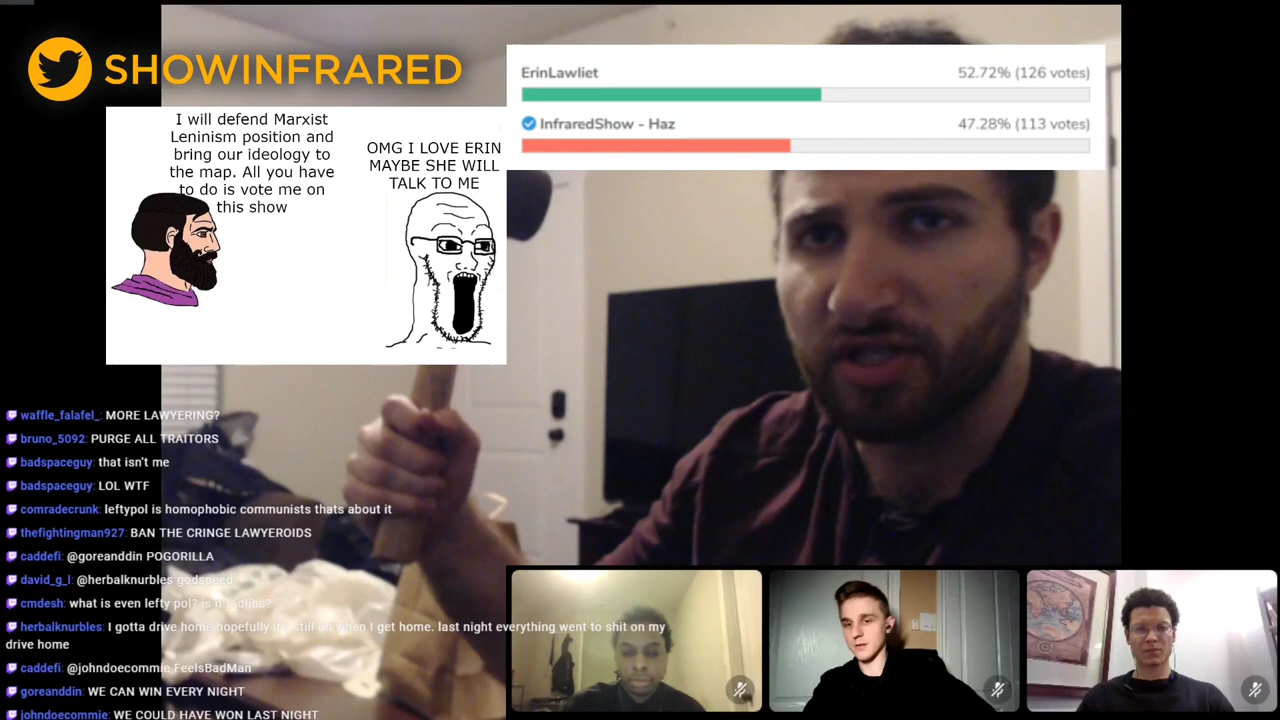 SHOWINFRARED
ErinLawliet 52.72% (126 votes)
InfraredShow - Haz 47.28% (113 votes)
I will defend Marxist
Leninism position and
bring our ideology to
the map. All you have
to do is vote me on
this show
OMG I LOVE ERIN
MAYBE SHE WILL
TALK TO ME
waffle_falafel_: MORE LAWYERING?
bruno_5092: PURGE ALL TRAITORS
badspaceguy: that isn't me
badspaceguy: LOL WTF
comradecrunk: leftypol is homophobic communists thats about it
thefightingman927: BAN THE CRINGE LAWYEROIDS
caddefi: @goreanddin POGORILLA
david_g_l: @herbalknurbles godspeed
cmdesh: what is even lefty pol? is it radlibs?
herbalknurbles: I gotta drive home hopefully it's still on when I get home. last night everything went to shit on my
drive home
caddefi: @johndoecommie FeelsBadMan
goreanddin: WE CAN WIN EVERY NIGHT
johndoecommie: WE COULD HAVE WON LAST NIGHT